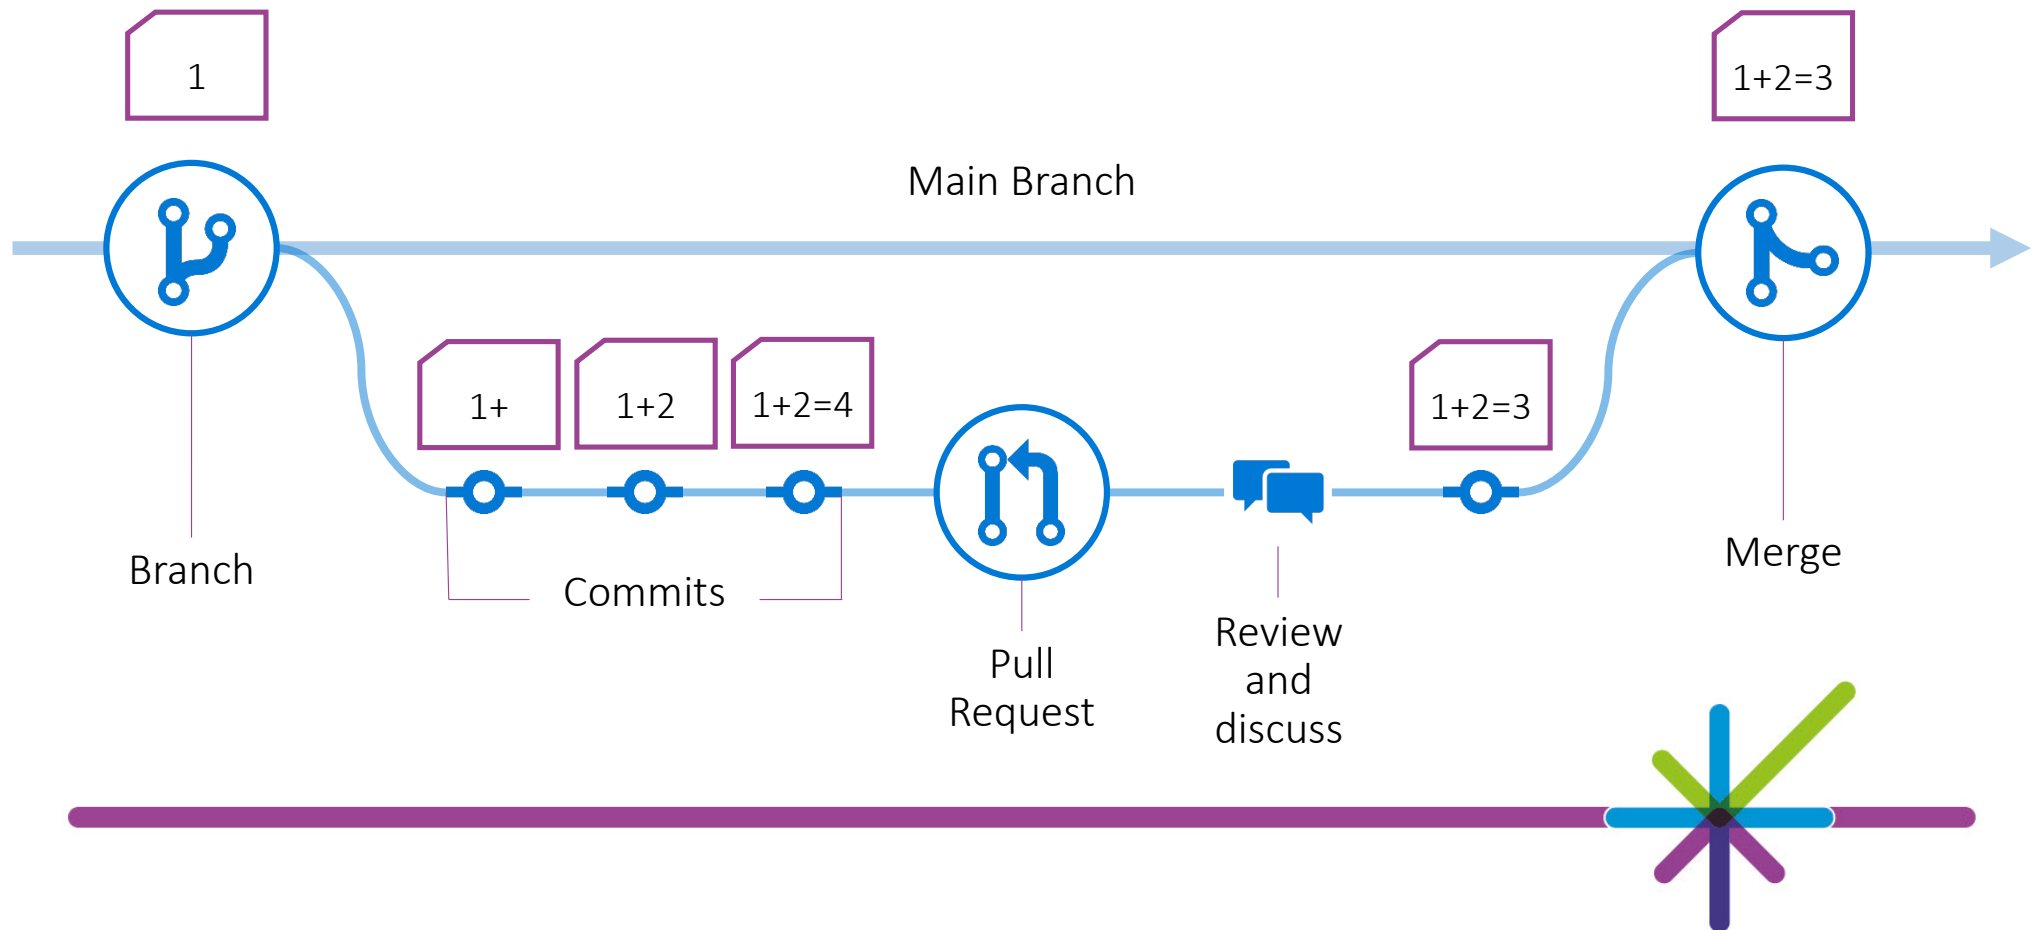 1
1+2=3
Main Branch
1+
1+2
1+2=4
1+2=3
Branch
Commits
Merge
Pull
Request
Review
and
discuss